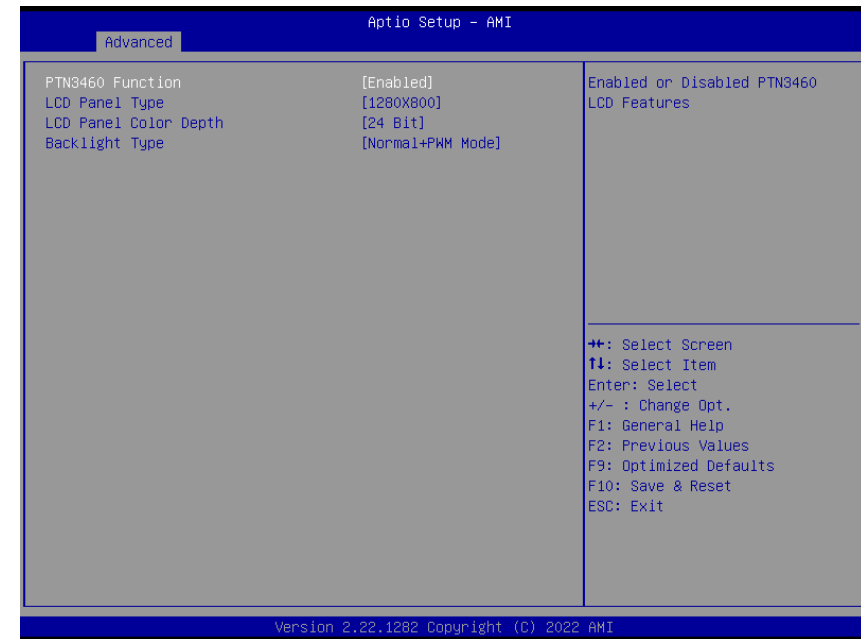 Aptio Setup – AMI
Advanced
PTN3460 Function [Enabled]
LCD Panel Type [1280X800]
LCD Panel Color Depth [24 Bit]
Backlight Type [Normal+PWM Mode]
Enabled or Disabled PTN3460
LCD Features
→←: Select Screen
↑↓: Select Item
Enter: Select
+/- : Change Opt.
F1: General Help
F2: Previous Values
F9: Optimized Defaults
F10: Save & Reset
ESC: Exit
Version 2.22.1282 Copyright (C) 2022 AMI